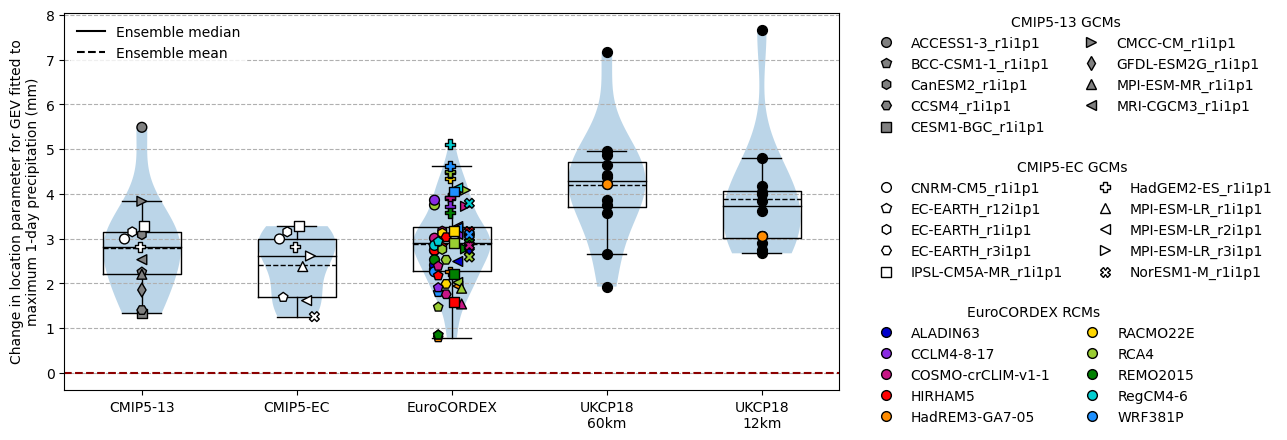 Change in location parameter for GEV fitted to
maximum 1-day precipitation (mm)
8
7
6
5
4
3
2
1
0
Ensemble median
Ensemble mean
CMIP5-13
CMIP5-EC
EuroCORDEX
UKCP18
60km
UKCP18
12km
CMIP5-13 GCMs
ACCESS1-3_r1i1p1
BCC-CSM1-1_r1i1p1
CanESM2_r1i1p1
CCSM4_r1i1p1
CESM1-BGC_r1i1p1
CMCC-CM_r1i1p1
GFDL-ESM2G_r1i1p1
MPI-ESM-MR_r1i1p1
MRI-CGCM3_r1i1p1
CMIP5-EC GCMs
CNRM-CM5_r1i1p1
EC-EARTH_r12i1p1
EC-EARTH_r1i1p1
EC-EARTH_r3i1p1
IPSL-CM5A-MR_r1i1p1
HadGEM2-ES_r1i1p1
MPI-ESM-LR_r1i1p1
MPI-ESM-LR_r2i1p1
MPI-ESM-LR_r3i1p1
NorESM1-M_r1i1p1
EuroCORDEX RCMs
ALADIN63
CCLM4-8-17
COSMO-crCLIM-v1-1
HIRHAM5
HadREM3-GA7-05
RACMO22E
RCA4
REMO2015
RegCM4-6
WRF381P